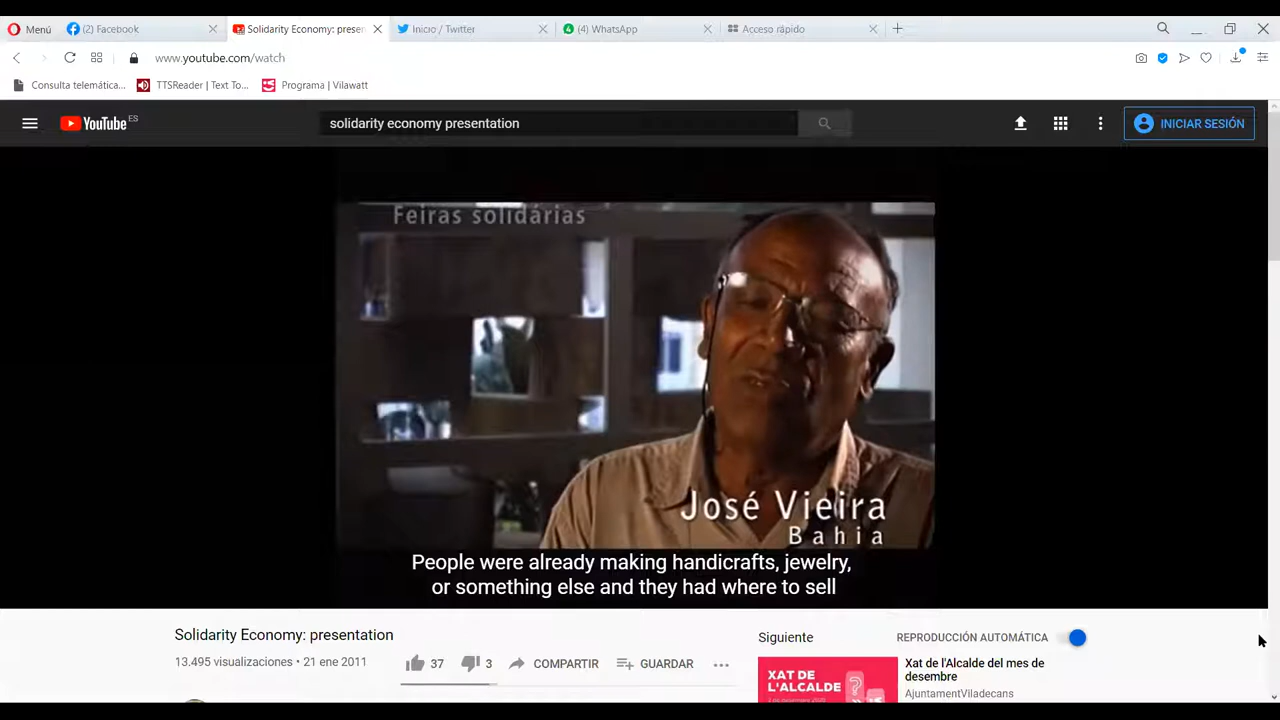 Menú
(2) Facebook
Solidarity Economy: presen
Inicio / Twitter
(4) WhatsApp
Acceso rápido
www.youtube.com/watch
Consulta telemática...
TTSReader | Text To...
Programa | Vilawatt
YouTube ES
solidarity economy presentation
INICIAR SESIÓN
Feiras solidárias
José Vieira
Bahia
People were already making handicrafts, jewelry,
or something else and they had where to sell
Solidarity Economy: presentation
13.495 visualizaciones • 21 ene 2011
37
3
COMPARTIR
GUARDAR
Siguiente
REPRODUCCIÓN AUTOMÁTICA
XAT DE
L'ALCALDE
Xat de l'Alcalde del mes de
desembre
AjuntamentViladecans